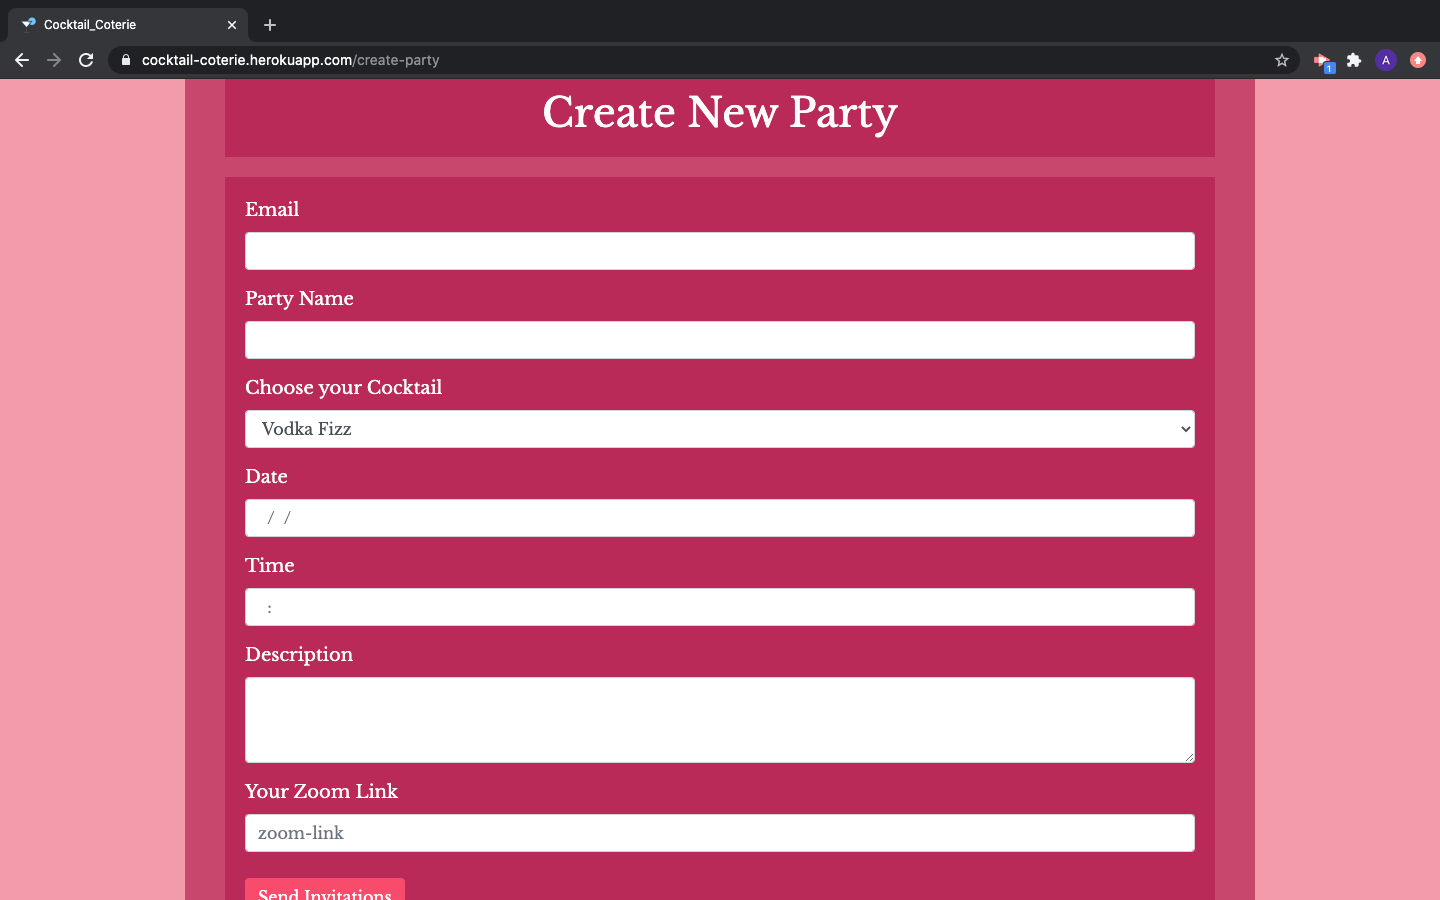 Cocktail_Coterie
cocktail-coterie.herokuapp.com/create-party
1
A
Create New Party
Email
Party Name
Choose your Cocktail
Vodka Fizz
Date
/ /
Time
:
Description
Your Zoom Link
zoom-link
Send Invitations